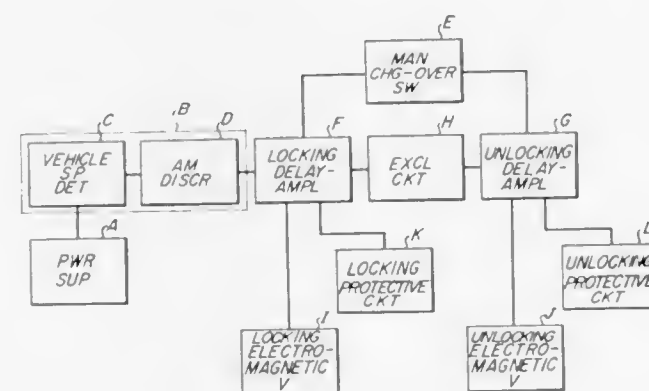 E
MAN
CHG-OVER
SW
C
B
D
F
H
G
VEHICLE
SP
DET
AM
DISCR
LOCKING
DELAY-
AMPL
EXCL
CKT
UNLOCKING
DELAY-
AMPL
A
PWR
SUP
K
LOCKING
PROTECTIVE
CKT
L
UNLOCKING
PROTECTIVE
CKT
I
LOCKING
ELECTRO-
MAGNETIC
V
J
UNLOCKING
ELECTRO-
MAGNETIC
V